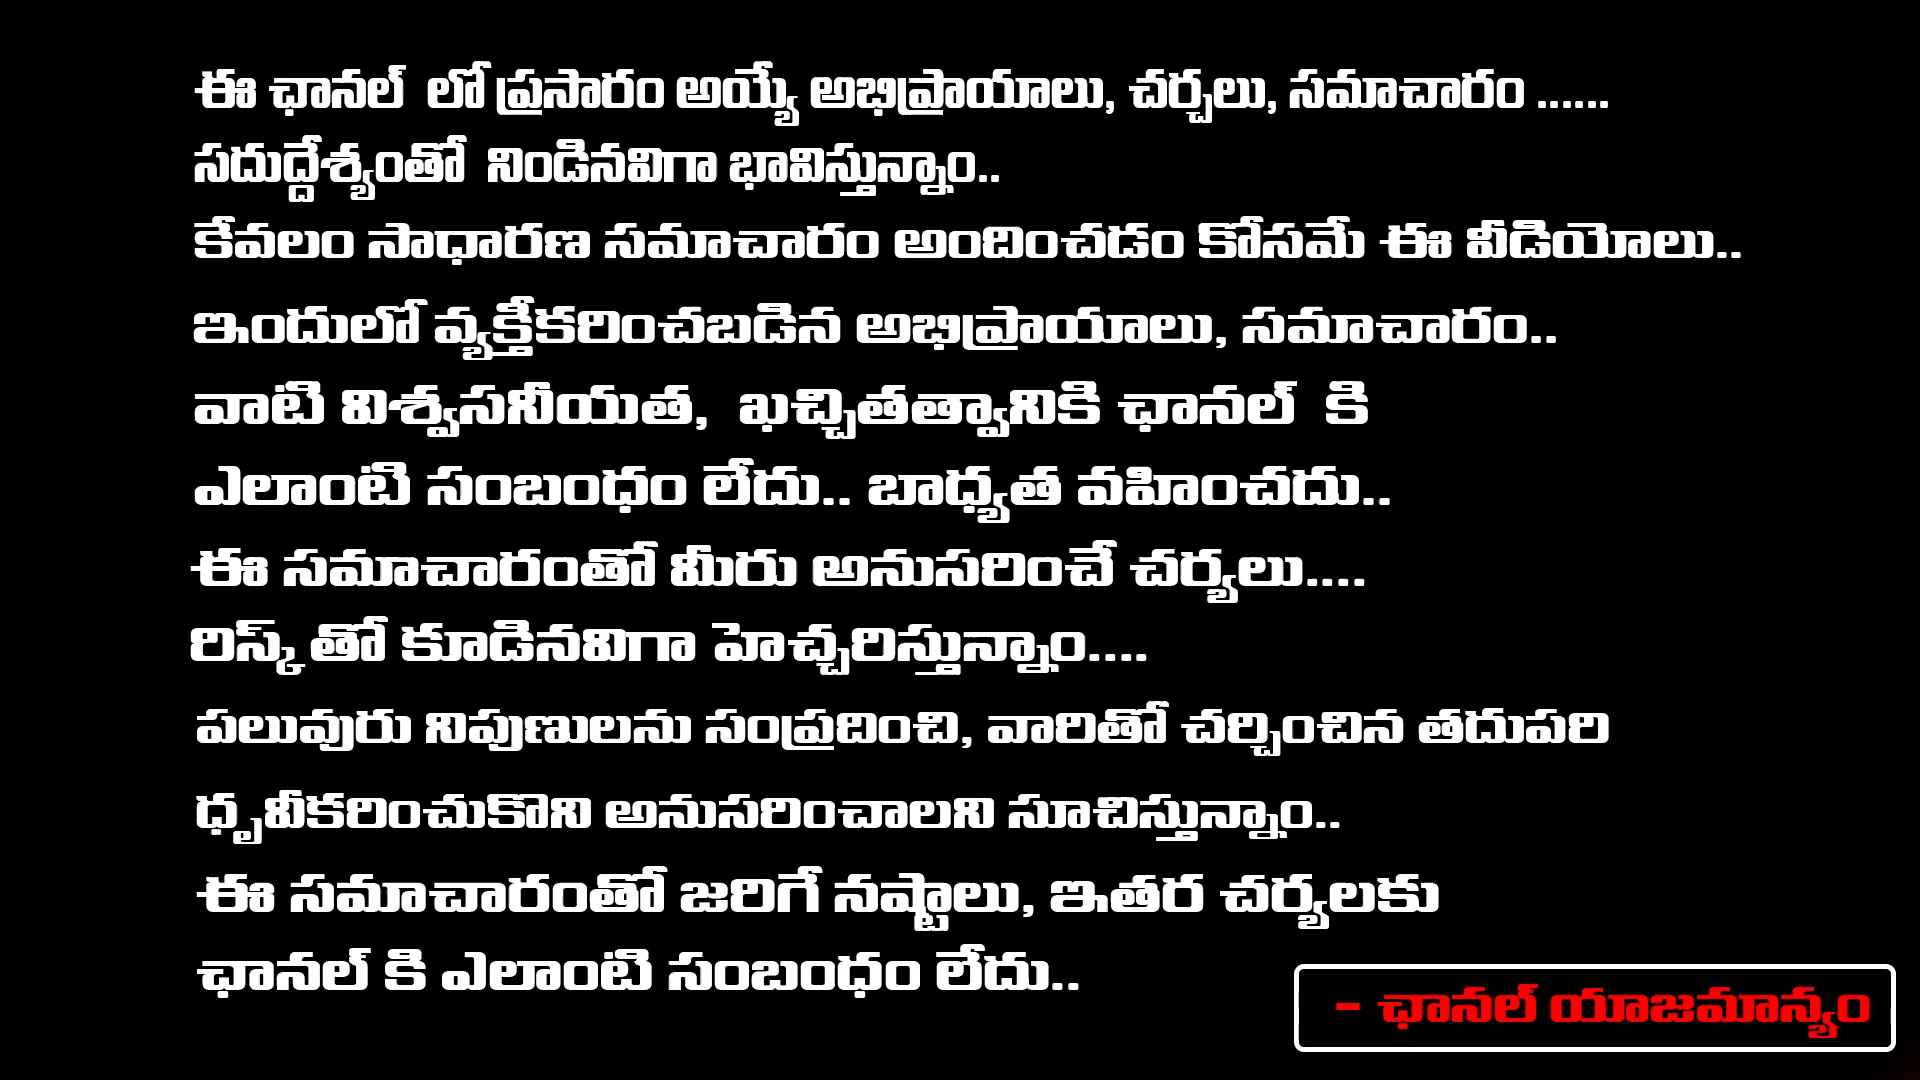 ఈ ఛానల్ లో ప్రసారం అయ్యే అభిప్రాయాలు, చర్చలు, సమాచారం ......
సదుద్దేశ్యంతో నిండినవిగా భావిస్తున్నాం..
కేవలం సాధారణ సమాచారం అందించడం కోసమే ఈ వీడియోలు..
ఇందులో వ్యక్తీకరించబడిన అభిప్రాయాలు, సమాచారం..
వాటి విశ్వసనీయత, ఖచ్చితత్వానికి ఛానల్ కి
ఎలాంటి సంబంధం లేదు.. బాధ్యత వహించదు..
ఈ సమాచారంతో మీరు అనుసరించే చర్యలు....
రిస్క్ తో కూడినవిగా హెచ్చరిస్తున్నాం....
పలువురు నిపుణులను సంప్రదించి, వారితో చర్చించిన తదుపరి
ధృవీకరించుకొని అనుసరించాలని సూచిస్తున్నాం..
ఈ సమాచారంతో జరిగే నష్టాలు, ఇతర చర్యలకు
ఛానల్ కి ఎలాంటి సంబంధం లేదు..
- ఛానల్ యాజమాన్యం